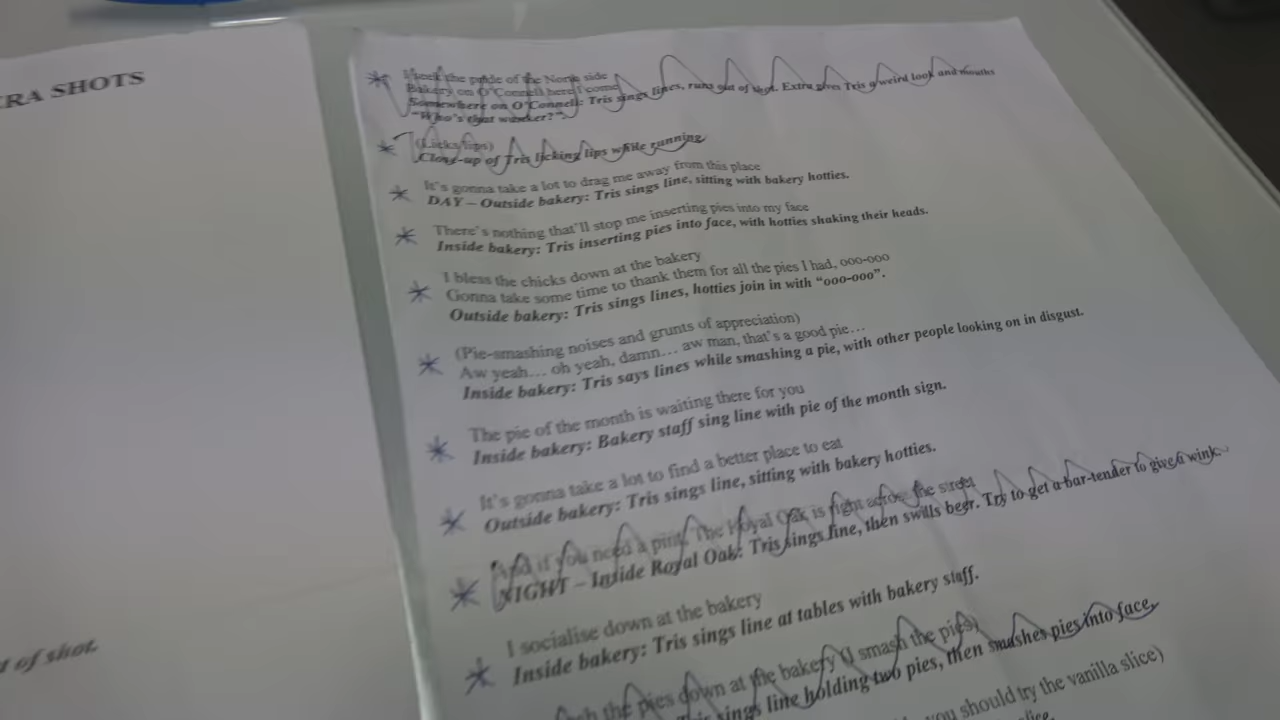 RA SHOTS
t of shot.
I seek the pride of the North side
Bakery on O'Connell here I come
Somewhere on O'Connell: Tris sings lines, runs out of shot. Extra gives Tris a weird look and mouths
"Who's that wanker?".
(Licks lips)
Close-up of Tris licking lips while running
It's gonna take a lot to drag me away from this place
DAY – Outside bakery: Tris sings line, sitting with bakery hotties.
There's nothing that'll stop me inserting pies into my face
Inside bakery: Tris inserting pies into face, with hotties shaking their heads.
I bless the chicks down at the bakery
Gonna take some time to thank them for all the pies I had, ooo-ooo
Outside bakery: Tris sings lines, hotties join in with "ooo-ooo".
(Pie-smashing noises and grunts of appreciation)
Aw yeah… oh yeah, damn… aw man, that's a good pie…
Inside bakery: Tris says lines while smashing a pie, with other people looking on in disgust.
The pie of the month is waiting there for you
Inside bakery: Bakery staff sing line with pie of the month sign.
It's gonna take a lot to find a better place to eat
Outside bakery: Tris sings line, sitting with bakery hotties.
And if you need a pint, The Royal Oak is right across the street
NIGHT – Inside Royal Oak: Tris sings line, then swills beer. Try to get a bar-tender to give a wink.
I socialise down at the bakery
Inside bakery: Tris sings line at tables with bakery staff.
the pies down at the bakery (I smash the pies)
sings line holding two pies, then smashes pies into face.
you should try the vanilla slice)